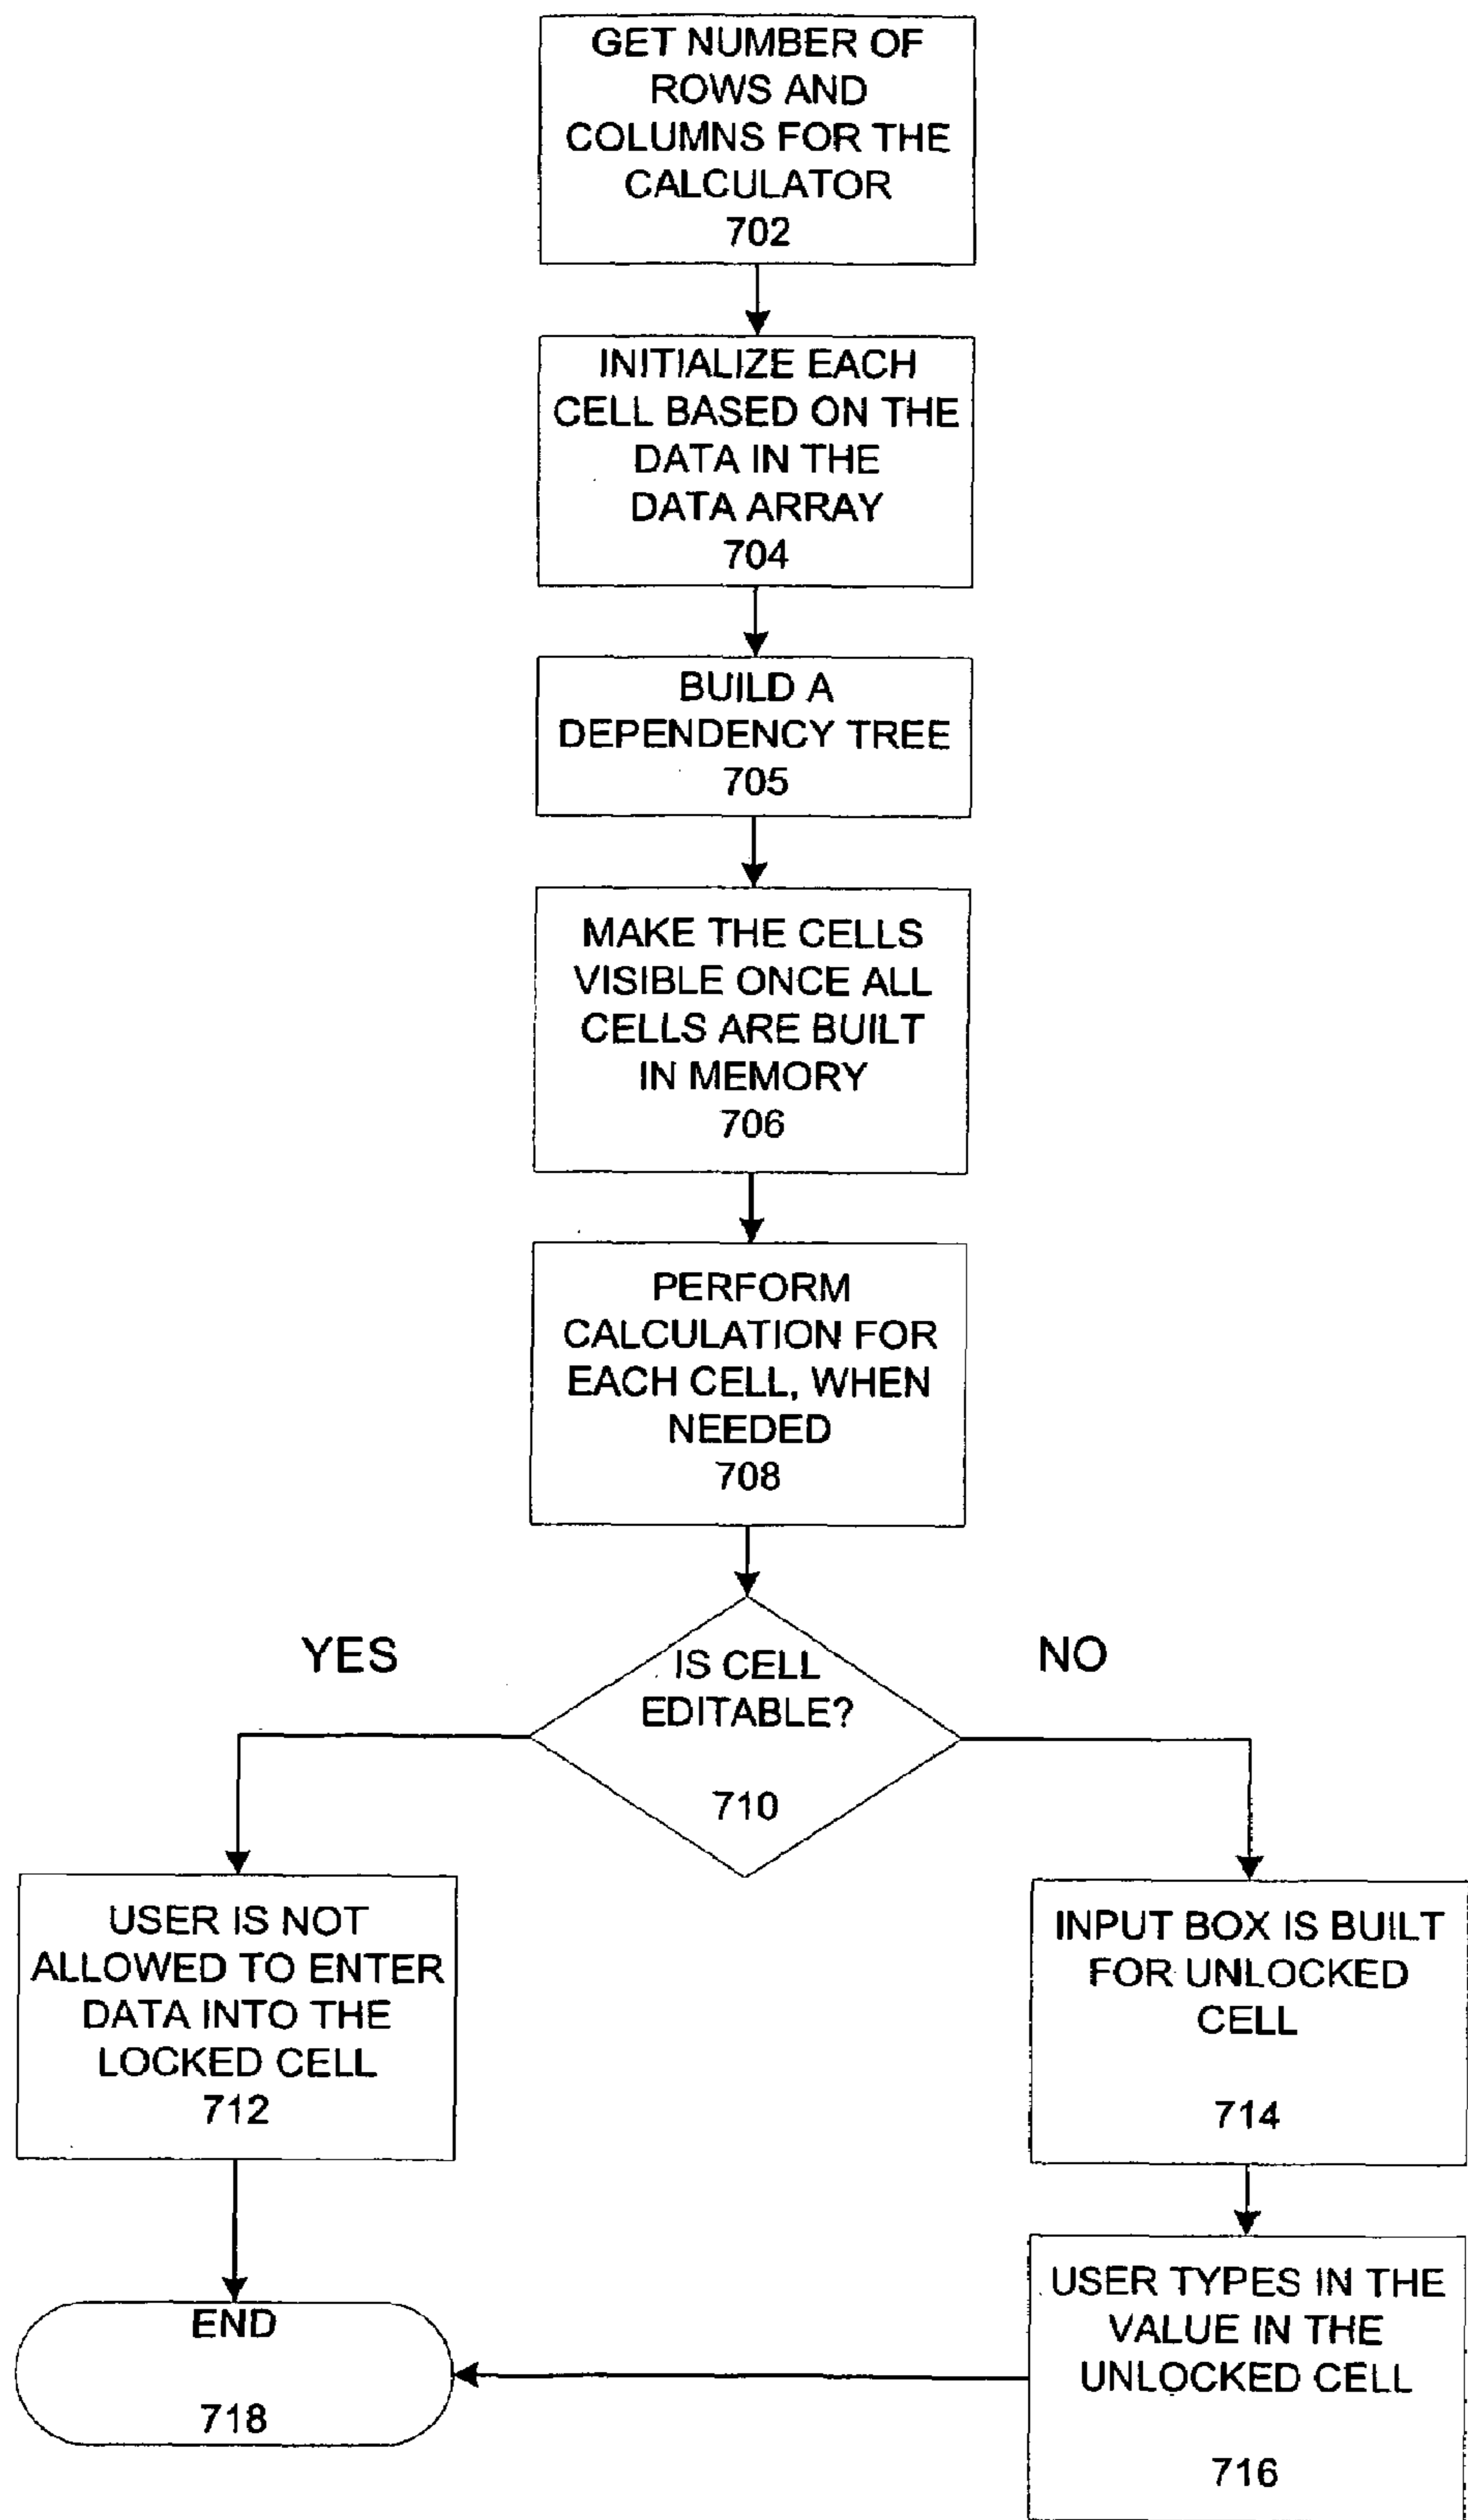 GET NUMBER OF
ROWS AND
COLUMNS FOR THE
CALCULATOR
702
INITIALIZE EACH
CELL BASED ON THE
DATA IN THE
DATA ARRAY
704
BUILD A
DEPENDENCY TREE
705
MAKE THE CELLS
VISIBLE ONCE ALL
CELLS ARE BUILT
IN MEMORY
706
PERFORM
CALCULATION FOR
EACH CELL, WHEN
NEEDED
708
YES
IS CELL
EDITABLE?
710
NO
USER IS NOT
ALLOWED TO ENTER
DATA INTO THE
LOCKED CELL
712
INPUT BOX IS BUILT
FOR UNLOCKED
CELL
714
USER TYPES IN THE
VALUE IN THE
UNLOCKED CELL
716
END
718